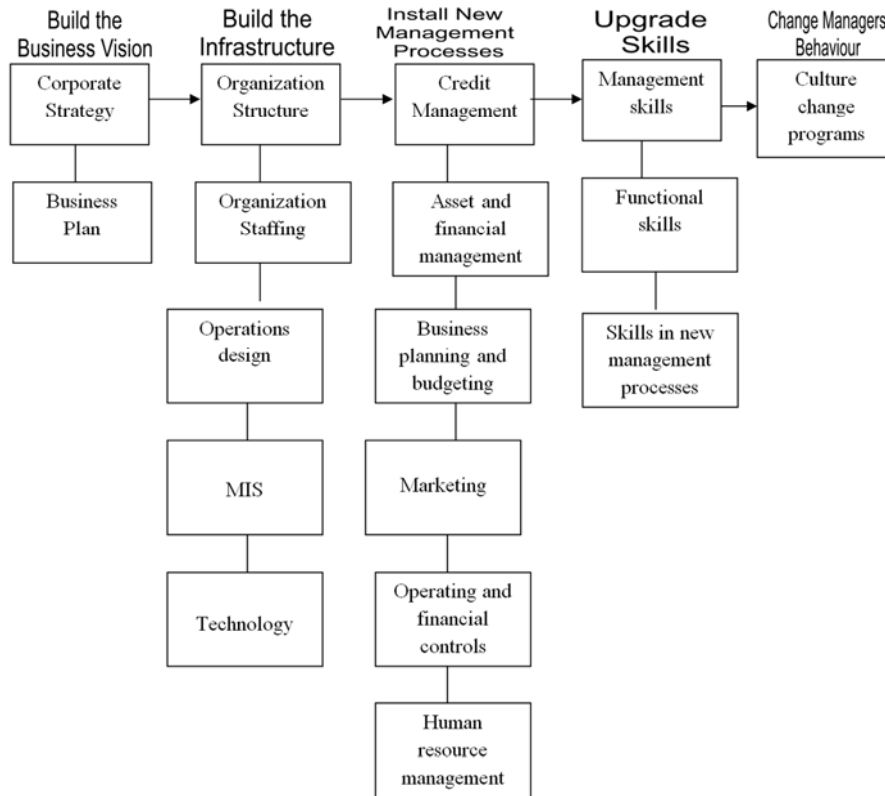 Build the
Business Vision
Build the
Infrastructure
Install New
Management
Processes
Upgrade
Skills
Change Managers
Behaviour
Corporate
Strategy
Organization
Structure
Credit
Management
Management
skills
Culture
change
programs
Business
Plan
Organization
Staffing
Asset and
financial
management
Functional
skills
Operations
design
Business
planning and
budgeting
Skills in new
management
processes
MIS
Marketing
Technology
Operating and
financial
controls
Human
resource
management